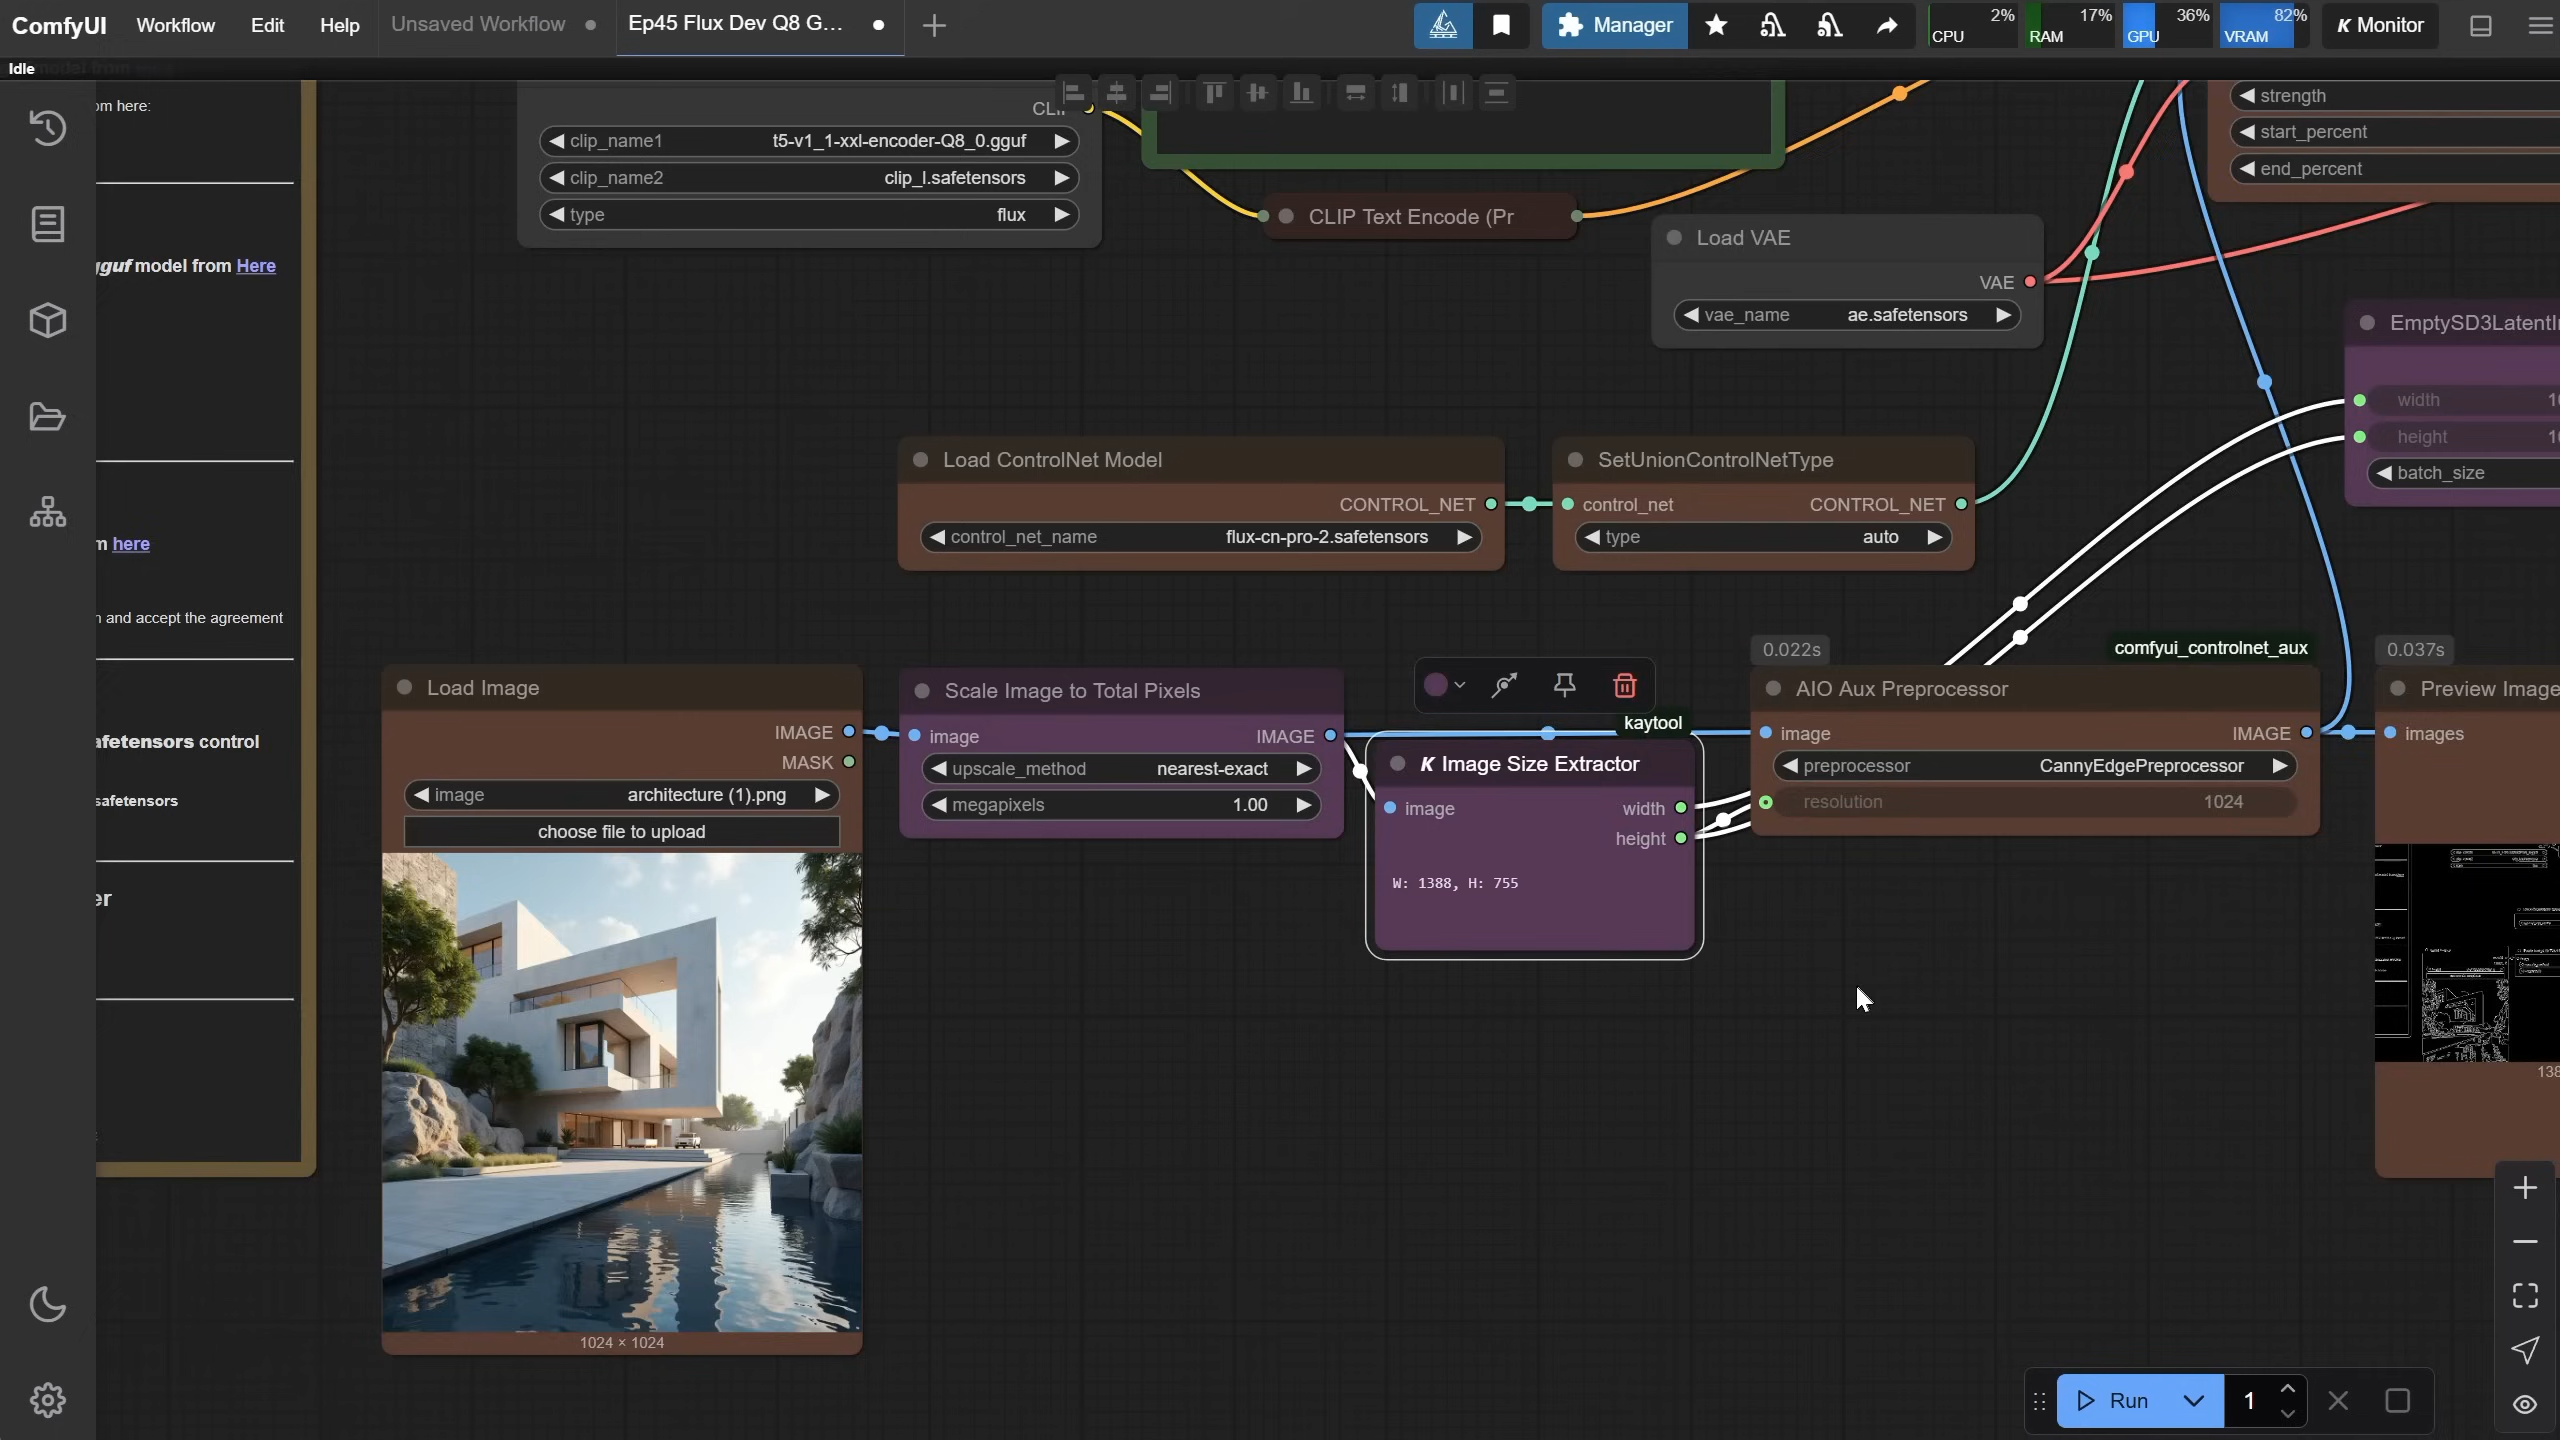 ComfyUI Workflow Edit Help Unsaved Workflow Ep45 Flux Dev Q8 G... Manager CPU 2% RAM 17% GPU 36% VRAM 82% K Monitor
Idle
om here:
gguf model from Here
m here
n and accept the agreement
afetensors control
safetensors
er
CLIP
clip_name1 t5-v1_1-xxl-encoder-Q8_0.gguf
clip_name2 clip_l.safetensors
type flux
CLIP Text Encode (Pr
Load VAE
VAE
vae_name ae.safetensors
strength
start_percent
end_percent
EmptySD3LatentI
width
height
batch_size
Load ControlNet Model
CONTROL_NET
control_net_name flux-cn-pro-2.safetensors
SetUnionControlNetType
control_net CONTROL_NET
type auto
Load Image
IMAGE
MASK
image architecture (1).png
choose file to upload
1024 × 1024
Scale Image to Total Pixels
image IMAGE
upscale_method nearest-exact
megapixels 1.00
kaytool
K Image Size Extractor
image width
height
W: 1388, H: 755
0.022s
comfyui_controlnet_aux
AIO Aux Preprocessor
image IMAGE
preprocessor CannyEdgePreprocessor
resolution 1024
0.037s
Preview Image
images
138
Run 1